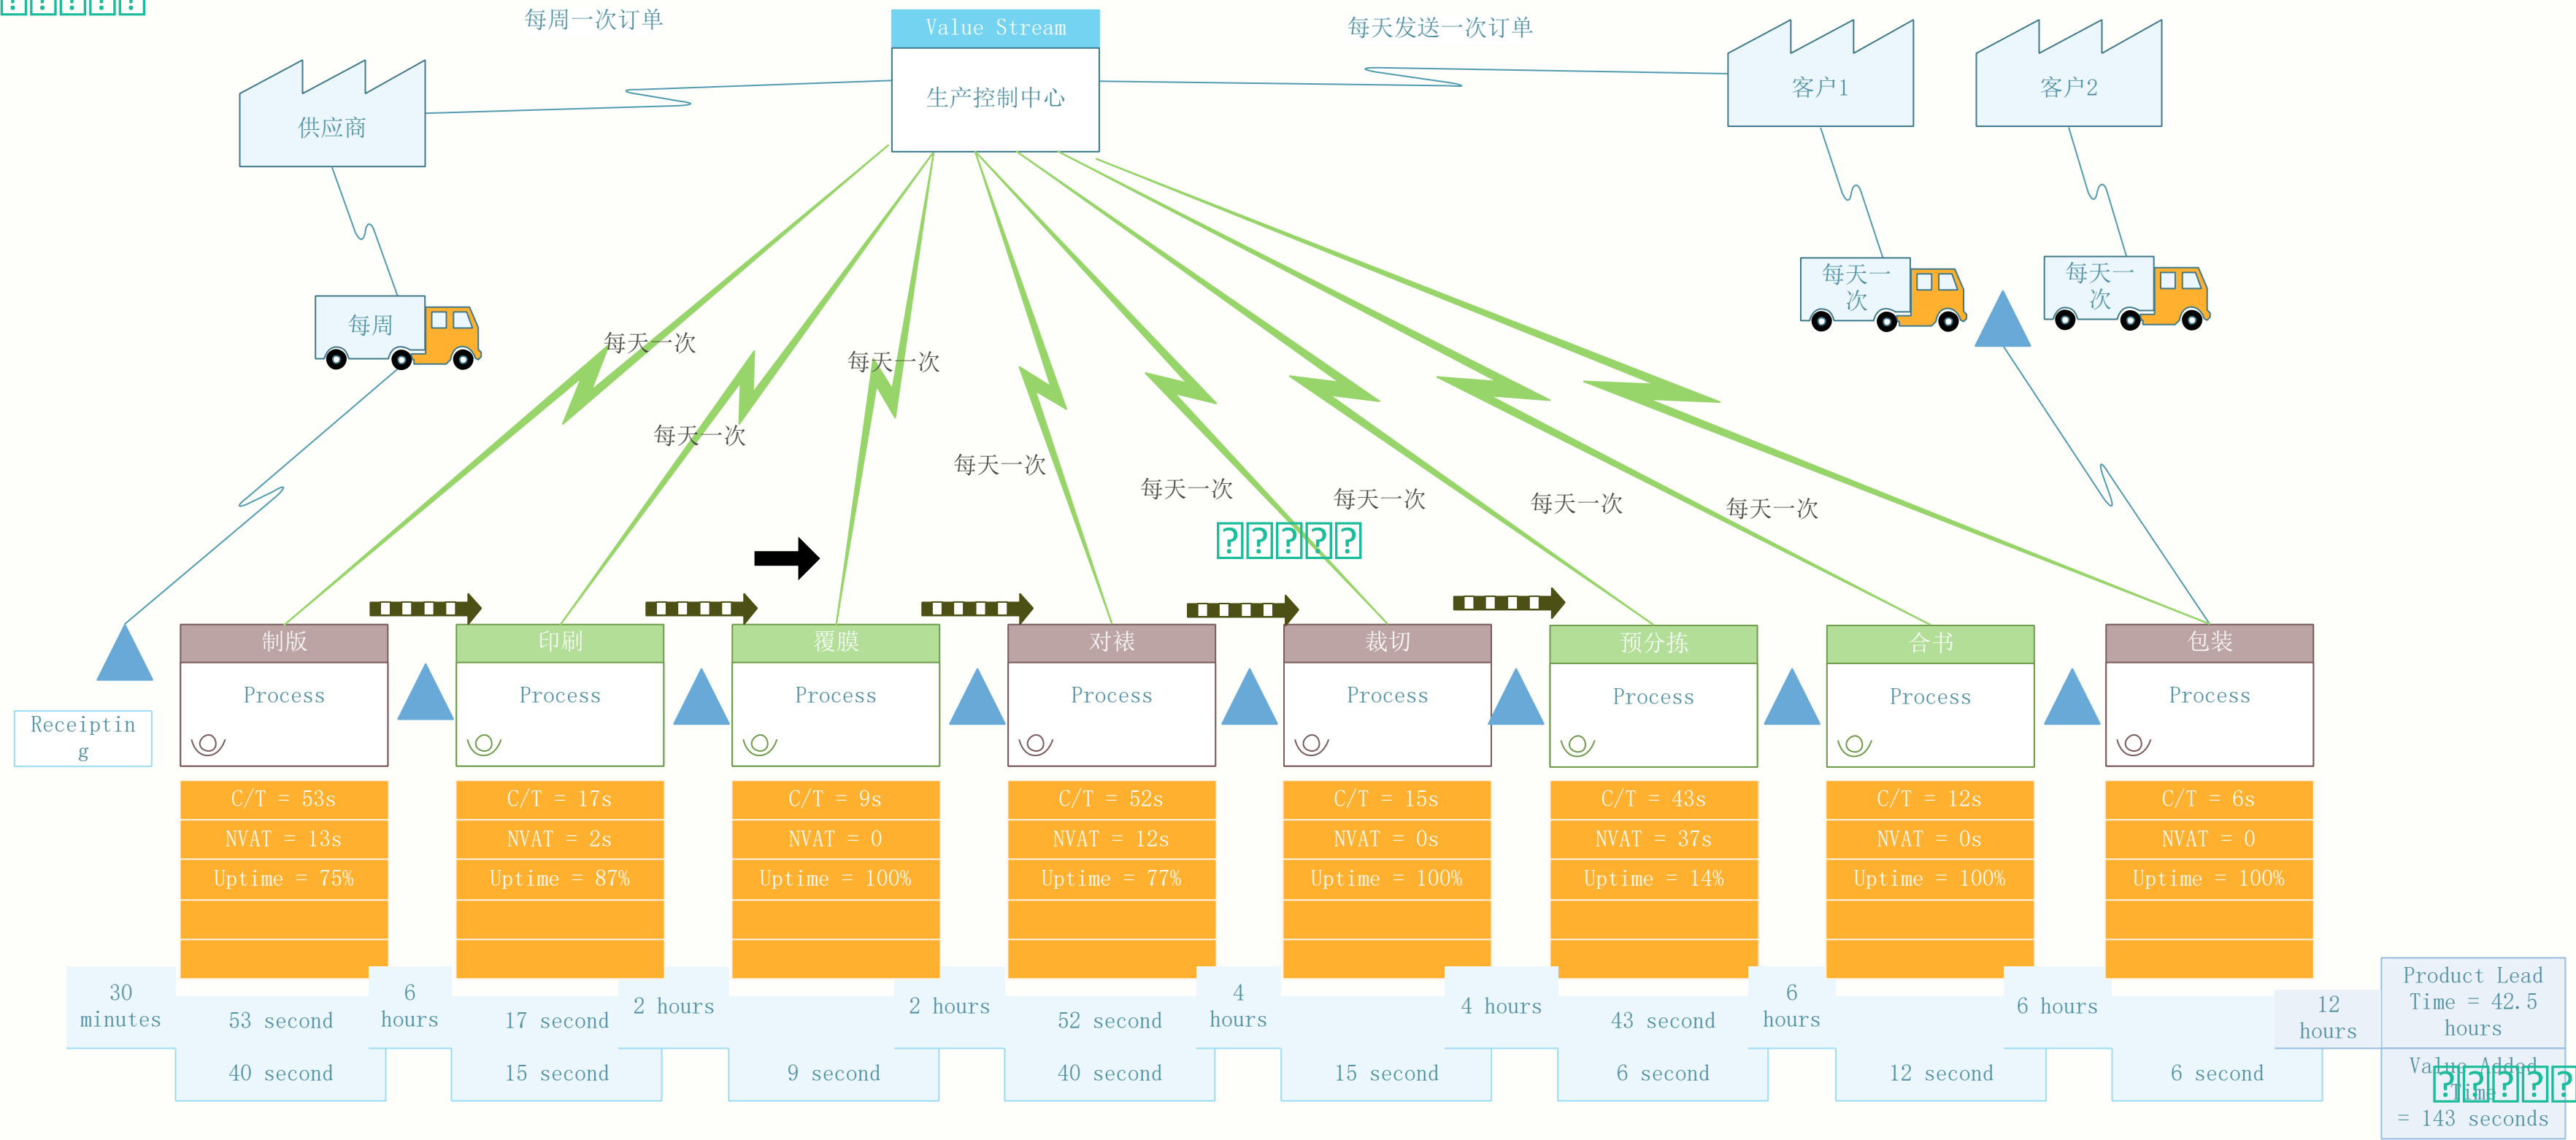 每周一次订单
Value Stream
每天发送一次订单
生产控制中心
供应商
客户1
客户2
每周
每天一
次
每天一
次
每天一次
每天一次
每天一次
每天一次
每天一次
每天一次
每天一次
每天一次
制版
印刷
覆膜
对裱
裁切
预分拣
合书
包装
Process
Process
Process
Process
Process
Process
Process
Process
Receiptin
g
C/T = 53s
NVAT = 13s
Uptime = 75%
C/T = 17s
NVAT = 2s
Uptime = 87%
C/T = 9s
NVAT = 0
Uptime = 100%
C/T = 52s
NVAT = 12s
Uptime = 77%
C/T = 15s
NVAT = 0s
Uptime = 100%
C/T = 43s
NVAT = 37s
Uptime = 14%
C/T = 12s
NVAT = 0s
Uptime = 100%
C/T = 6s
NVAT = 0
Uptime = 100%
30
minutes
53 second
40 second
6
hours
17 second
15 second
2 hours
9 second
2 hours
52 second
40 second
4
hours
15 second
4 hours
43 second
6 second
6
hours
12 second
6 hours
6 second
12
hours
Product Lead
Time = 42.5
hours
Value Added
Time
= 143 seconds